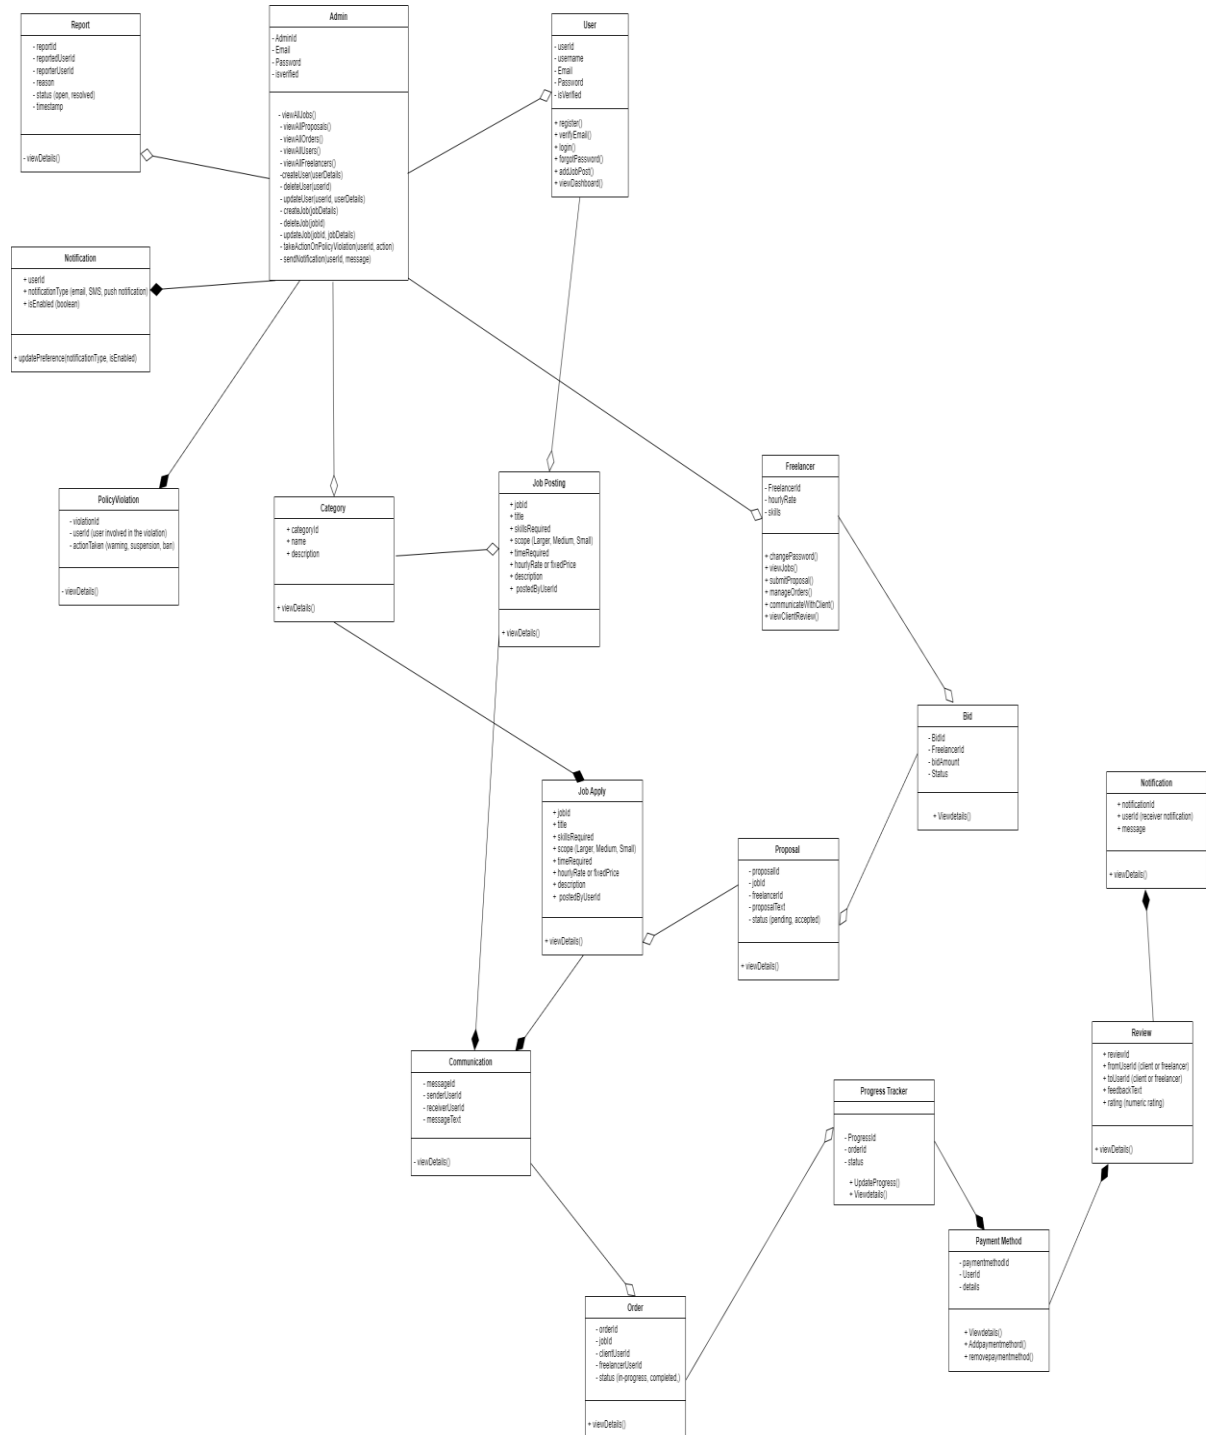 Report
- reportId
- reportedUserId
- reporterUserId
- reason
- status (open, resolved)
- timestamp
- viewDetails()
Admin
- AdminId
- Email
- Password
- isverified
- viewAllJobs()
- viewAllProposals()
- viewAllOrders()
- viewAllUsers()
- viewAllFreelancers()
-createUser(userDetails)
- deleteUser(userId)
- updateUser(userId, userDetails)
- createJob(jobDetails)
- deleteJob(jobId)
- updateJob(jobId, jobDetails)
- takeActionOnPolicyViolation(userId, action)
- sendNotification(userId, message)
User
- userId
- username
- Email
- Password
- isVerified
+ register()
+ verifyEmail()
+ login()
+ forgotPassword()
+ addJobPost()
+ viewDashboard()
Notification
+ userId
+ notificationType (email, SMS, push notification)
+ isEnabled (boolean)
+ updatePreference(notificationType, isEnabled)
PolicyViolation
- violationId
- userId (user involved in the violation)
- actionTaken (warning, suspension, ban)
- viewDetails()
Category
+ categoryId
+ name
+ description
+ viewDetails()
Job Posting
+ jobId
+ title
+ skillsRequired
+ scope (Larger, Medium, Small)
+ timeRequired
+ hourlyRate or fixedPrice
+ description
+ postedByUserId
+ viewDetails()
Freelancer
- FreelancerId
- hourlyRate
- skills
+ changePassword()
+ viewJobs()
+ submitProposal()
+ manageOrders()
+ communicateWithClient()
+ viewClientReview()
Bid
- BidId
- FreelancerId
- bidAmount
- Status
+ Viewdetails()
Job Apply
+ jobId
+ title
+ skillsRequired
+ scope (Larger, Medium, Small)
+ timeRequired
+ hourlyRate or fixedPrice
+ description
+ postedByUserId
+ viewDetails()
Proposal
- proposalId
- jobId
- freelancerId
- proposalText
- status (pending, accepted)
+ viewDetails()
Notification
+ notificationId
+ userId (receiver notification)
+ message
+ viewDetails()
Communication
- messageId
- senderUserId
- receiverUserId
- messageText
- viewDetails()
Progress Tracker
- ProgressId
- orderId
- status
+ UpdateProgress()
+ Viewdetails()
Review
+ reviewId
+ fromUserId (client or freelancer)
+ toUserId (client or freelancer)
+ feedbackText
+ rating (numeric rating)
+ viewDetails()
Payment Method
- paymentmethodId
- UserId
- details
+ Viewdetails()
+ Addpaymentmethord()
+ removepaymentmethod()
Order
- orderId
- jobId
- clientUserId
- freelancerUserId
- status (in-progress, completed,)
+ viewDetails()